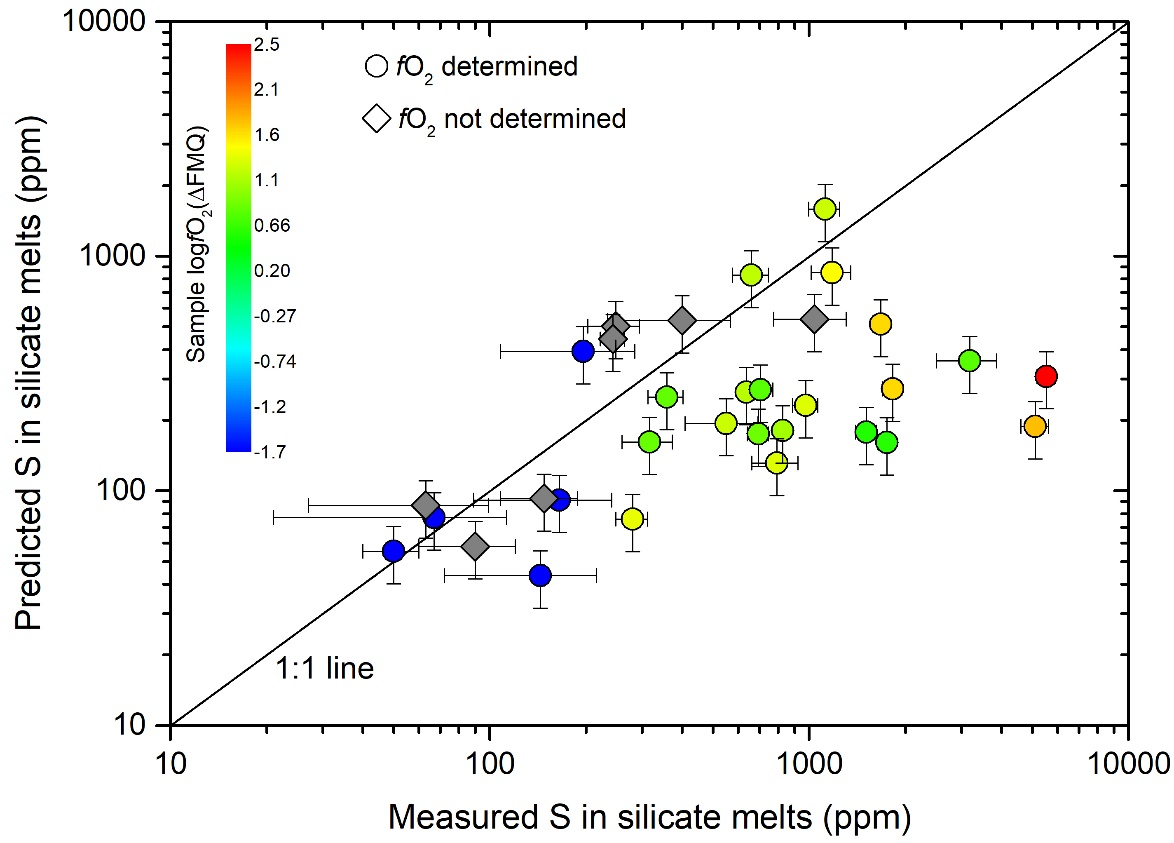 10000
1000
100
10
Predicted S in silicate melts (ppm)
2.5
2.1
1.6
1.1
0.66
0.20
-0.27
-0.74
-1.2
-1.7
Sample logfO2(ΔFMQ)
fO2 determined
fO2 not determined
1:1 line
10 100 1000 10000
Measured S in silicate melts (ppm)